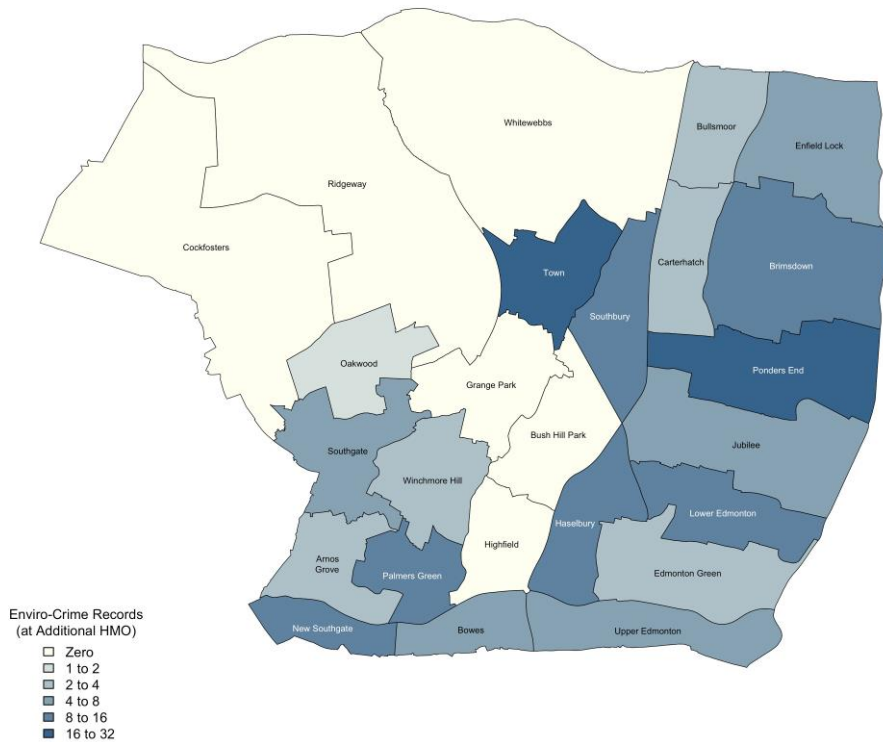 Whitewebbs
Bullsmoor
Enfield Lock
Ridgeway
Cockfosters
Carterhatch
Brimsdown
Town
Southbury
Oakwood
Ponders End
Grange Park
Bush Hill Park
Jubilee
Southgate
Winchmore Hill
Lower Edmonton
Haselbury
Highfield
Amos
Grove
Palmers Green
Edmonton Green
New Southgate
Bowes
Upper Edmonton
Enviro-Crime Records
(at Additional HMO)
Zero
1 to 2
2 to 4
4 to 8
8 to 16
16 to 32